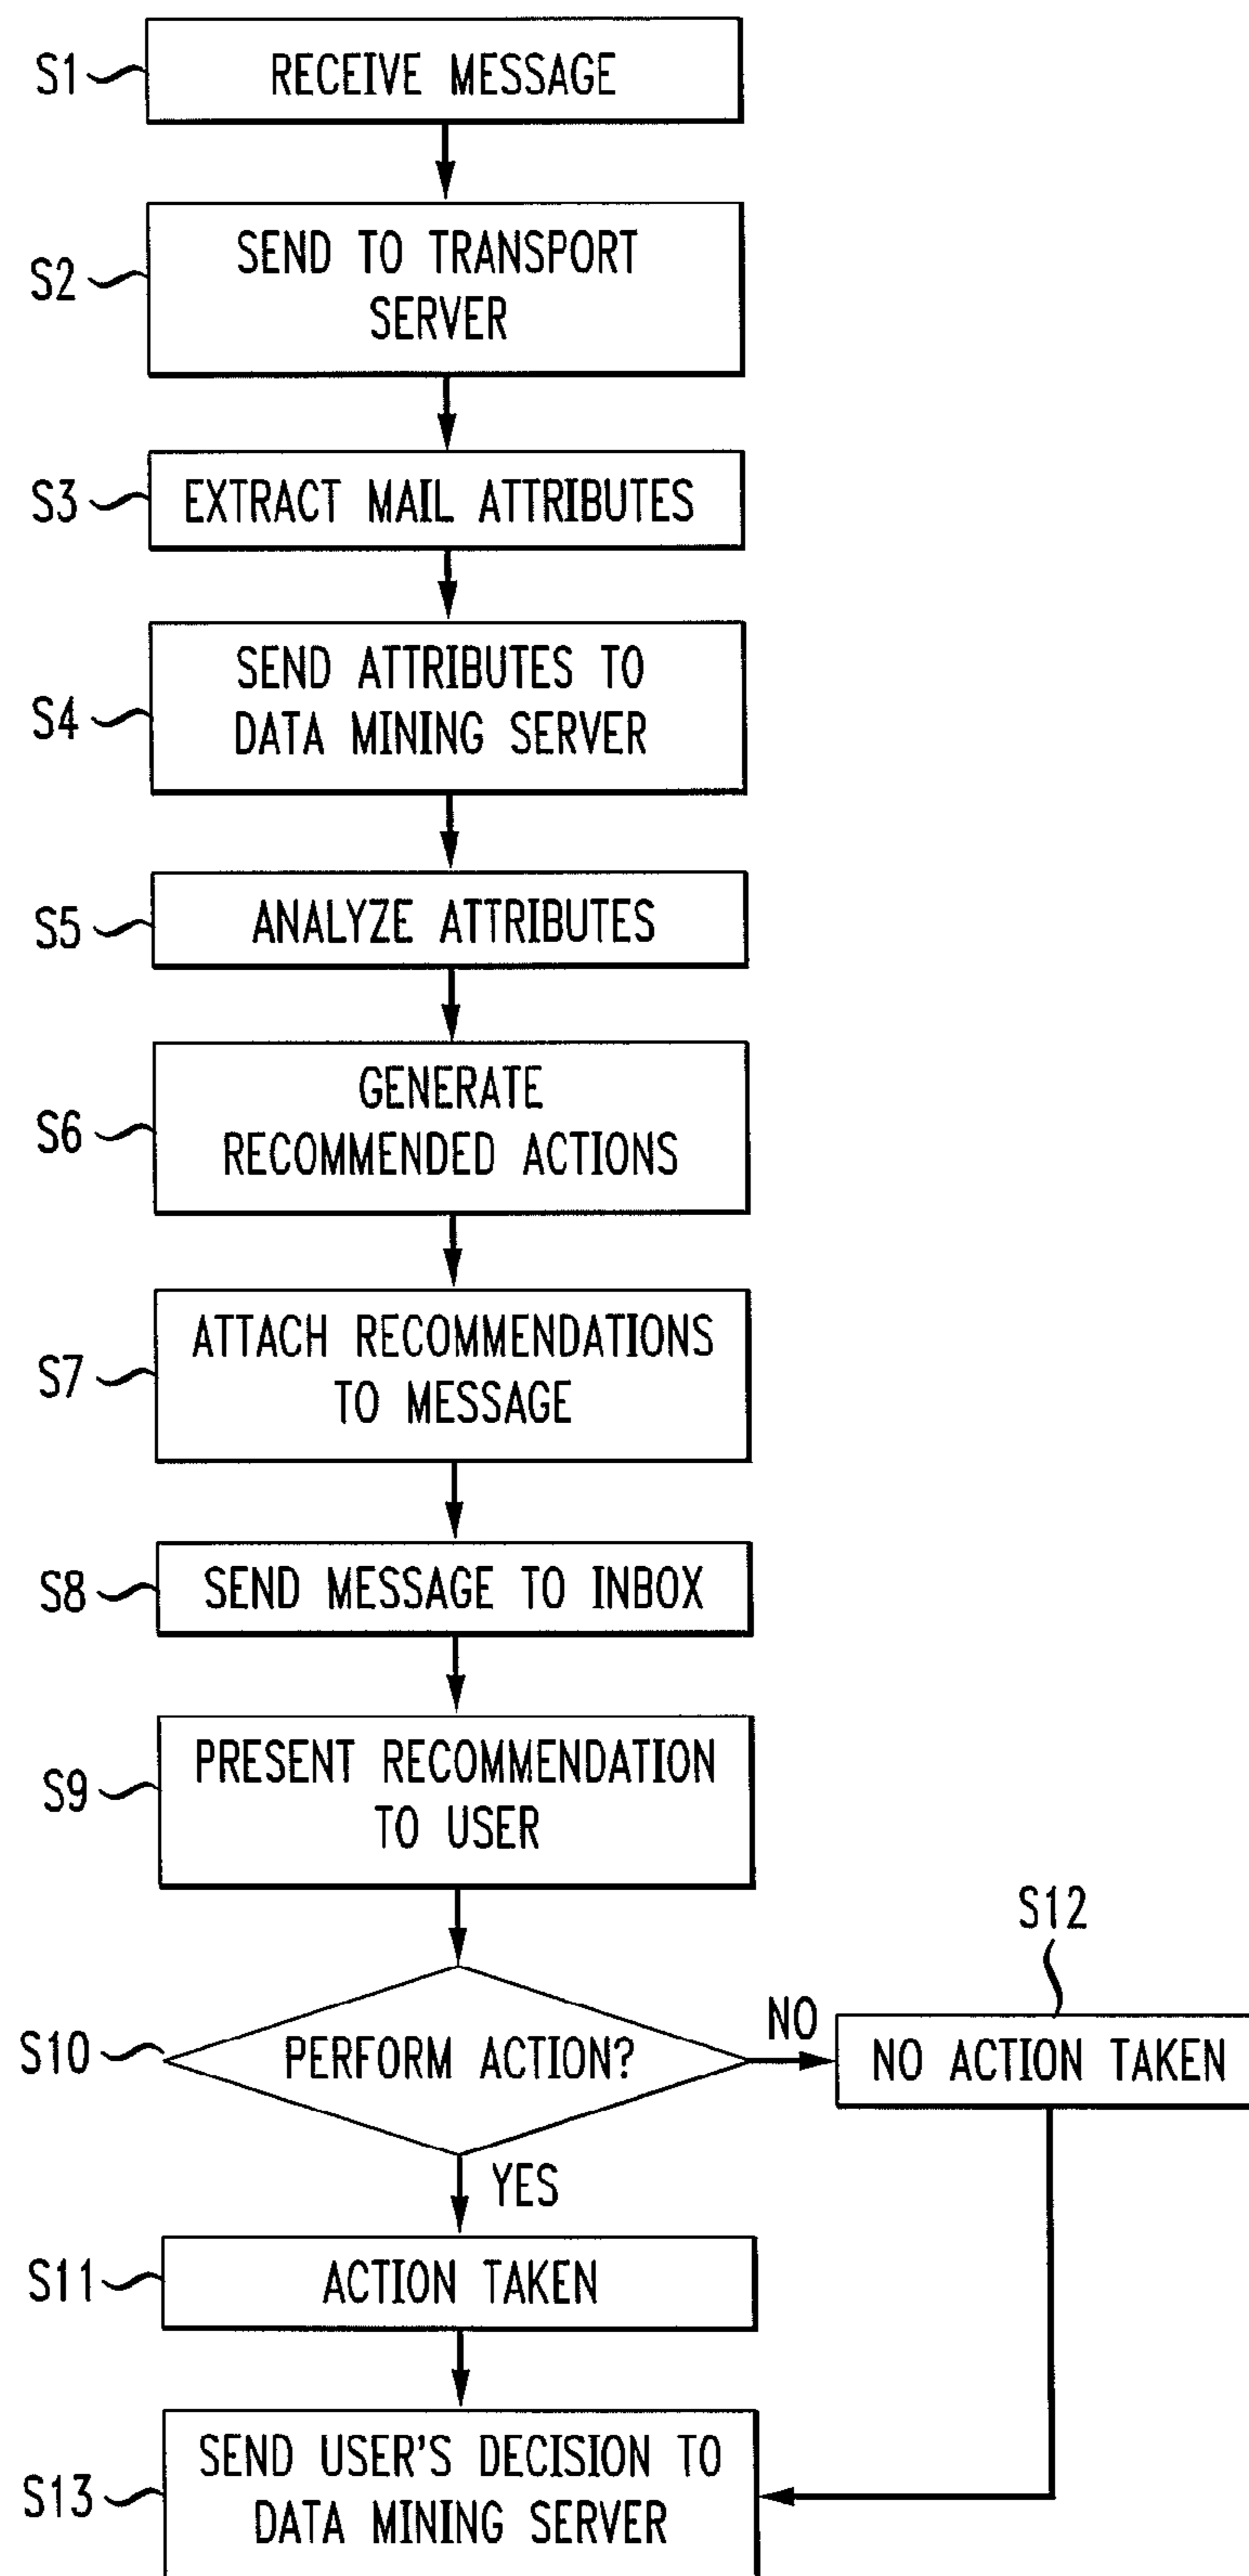 S1
RECEIVE MESSAGE
S2
SEND TO TRANSPORT
SERVER
S3
EXTRACT MAIL ATTRIBUTES
S4
SEND ATTRIBUTES TO
DATA MINING SERVER
S5
ANALYZE ATTRIBUTES
S6
GENERATE
RECOMMENDED ACTIONS
S7
ATTACH RECOMMENDATIONS
TO MESSAGE
S8
SEND MESSAGE TO INBOX
S9
PRESENT RECOMMENDATION
TO USER
S10
PERFORM ACTION?
NO
S12
NO ACTION TAKEN
YES
S11
ACTION TAKEN
S13
SEND USER'S DECISION TO
DATA MINING SERVER